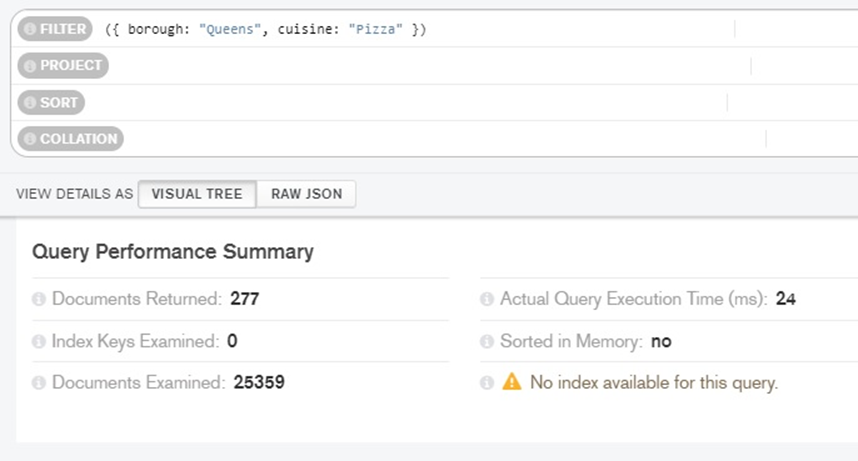 FILTER ({ borough: "Queens", cuisine: "Pizza" })
PROJECT
SORT
COLLATION
VIEW DETAILS AS VISUAL TREE RAW JSON
Query Performance Summary
Documents Returned: 277 Actual Query Execution Time (ms): 24
Index Keys Examined: 0 Sorted in Memory: no
Documents Examined: 25359 No index available for this query.